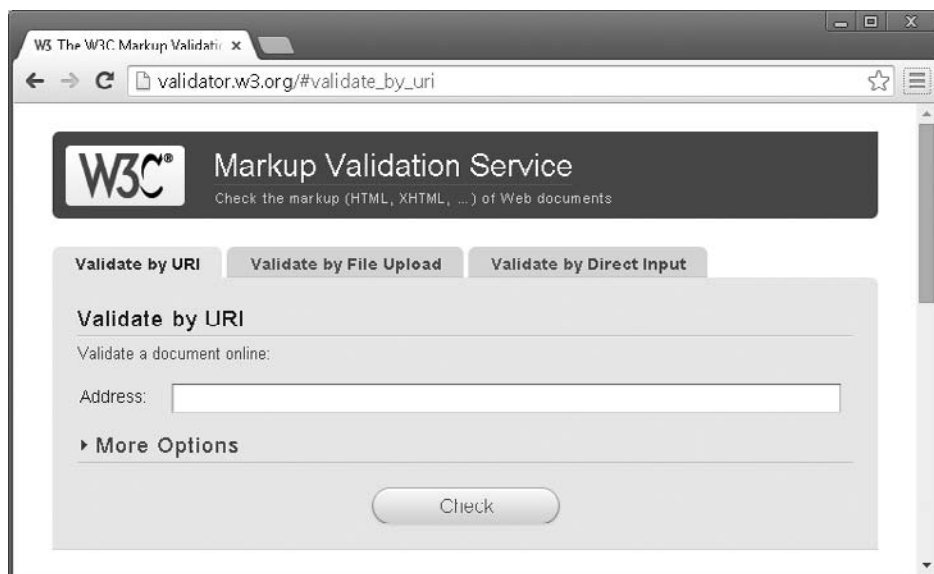 W3 The W3C Markup Validatio x
validator.w3.org/#validate_by_uri
W3C® Markup Validation Service
Check the markup (HTML, XHTML, ...) of Web documents
Validate by URI Validate by File Upload Validate by Direct Input
Validate by URI
Validate a document online:
Address:
More Options
Check